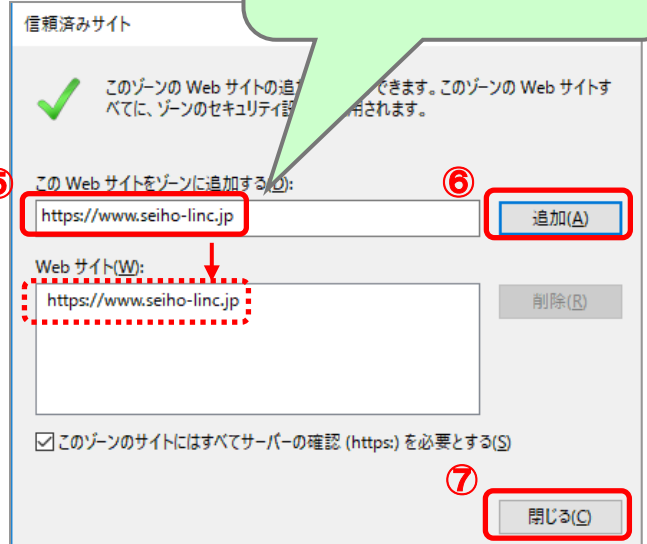 信頼済みサイト
このゾーンの Web サイトの追
できます。このゾーンの Web サイトす
べてに、ゾーンのセキュリティ
用されます。
⑤
この Web サイトをゾーンに追加する(D):
⑥
https://www.seiho-linc.jp
追加(A)
Web サイト(W):
https://www.seiho-linc.jp
削除(R)
このゾーンのサイトにはすべてサーバーの確認 (https:) を必要とする(S)
⑦
閉じる(C)